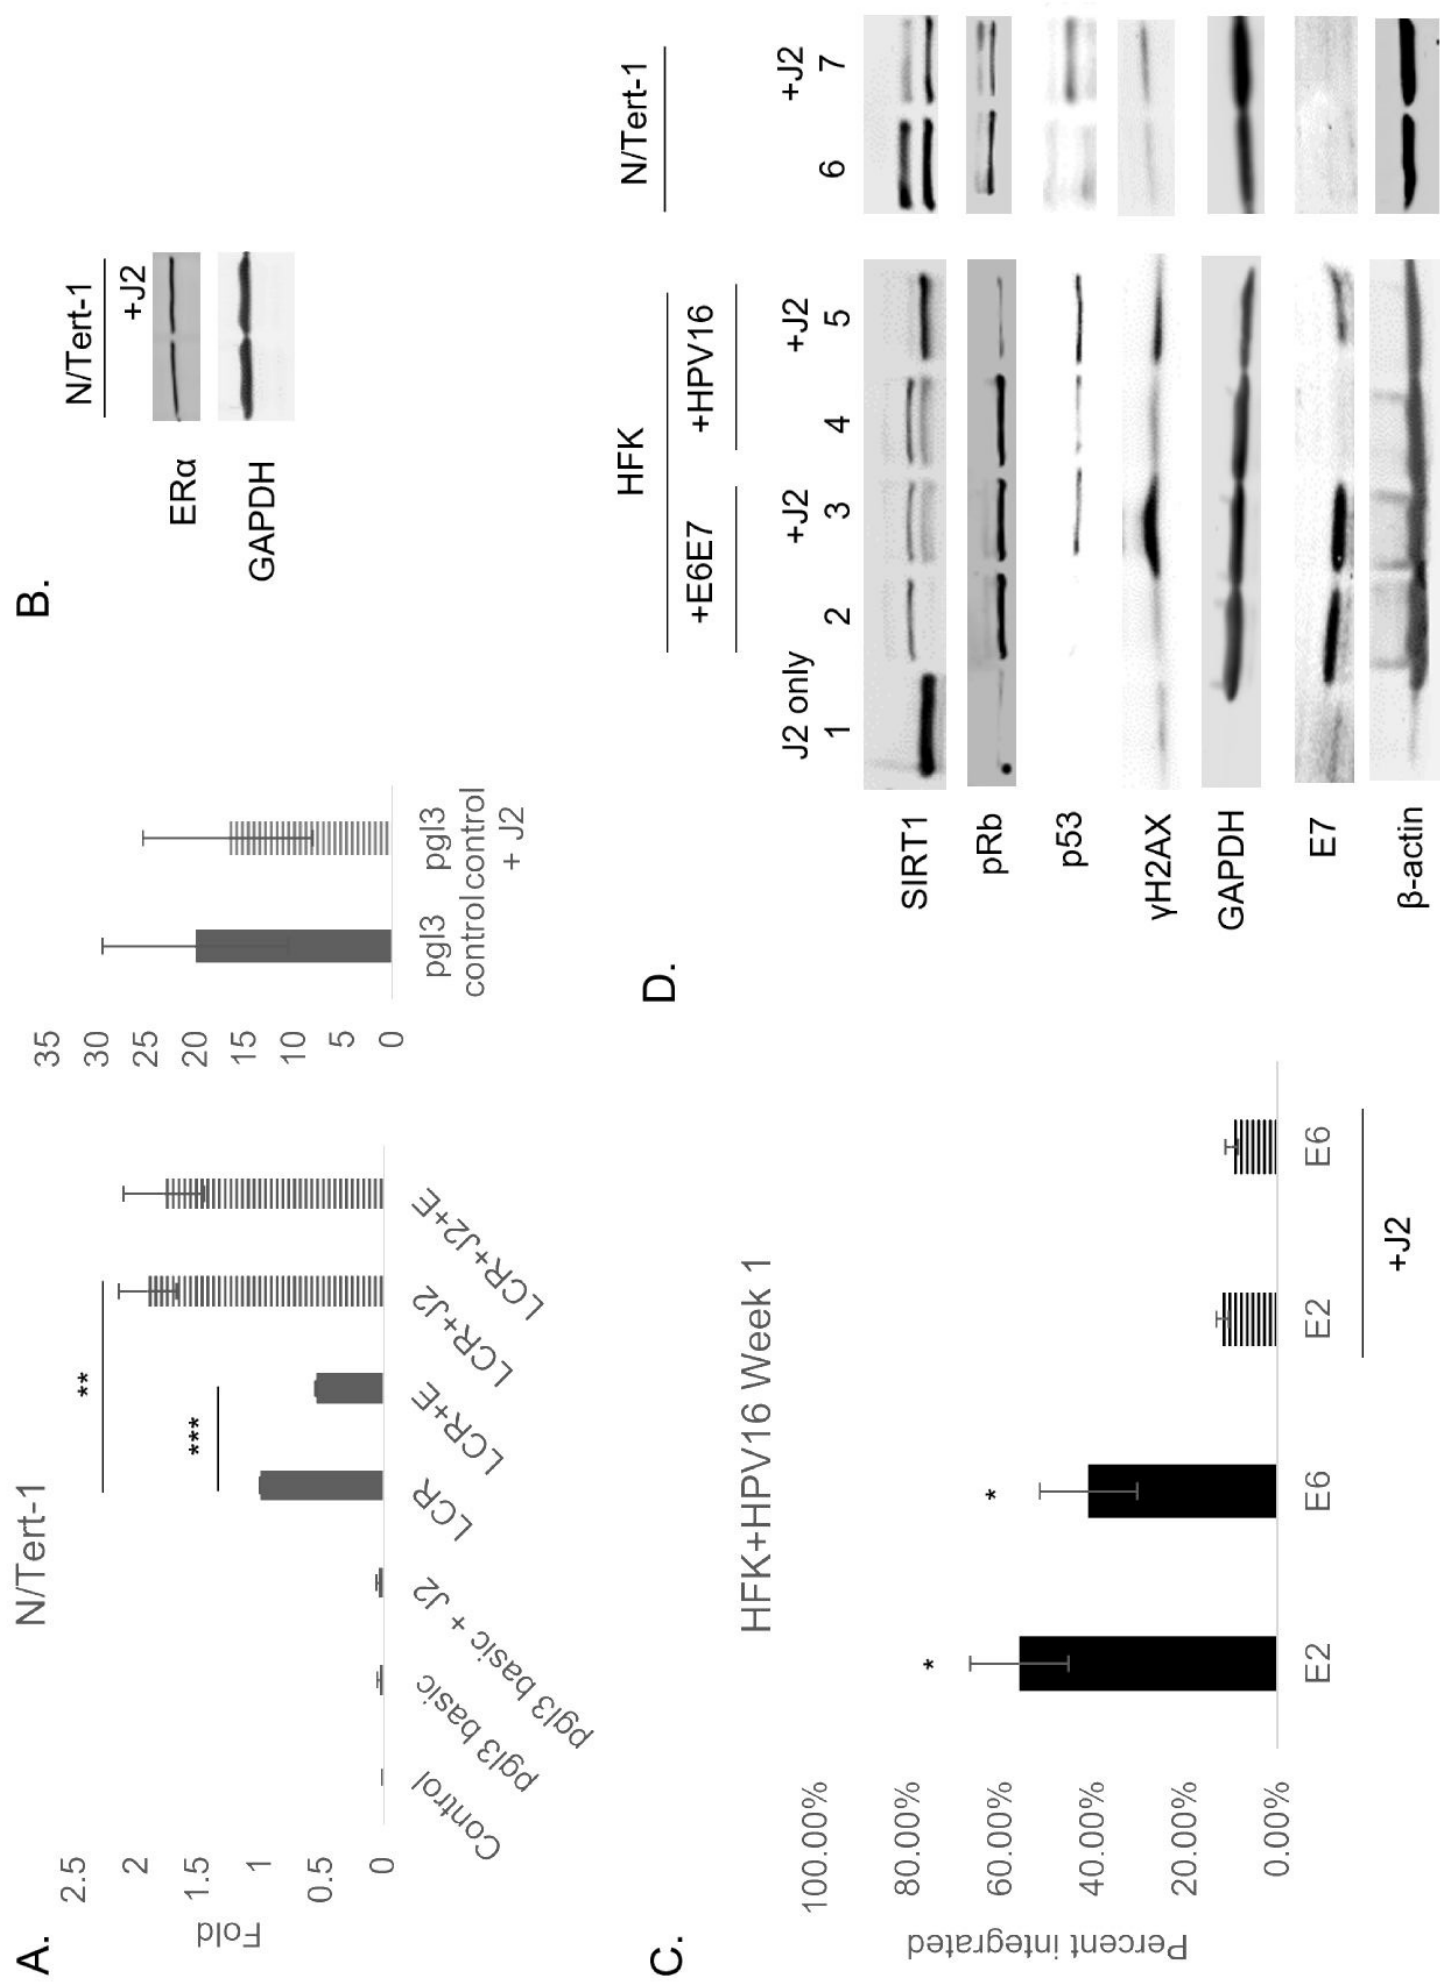 A.
N/Tert-1
Fold
2.5
2
1.5
1
0.5
0
**
***
Control
pgl3 basic
pgl3 basic + J2
LCR
LCR+E
LCR+J2
LCR+J2+E
35
30
25
20
15
10
5
0
pgl3 pgl3
control control
+ J2
B.
N/Tert-1
+J2
ERα
GAPDH
C.
HFK+HPV16 Week 1
Percent integrated
100.00%
80.00%
60.00%
40.00%
20.00%
0.00%
*
*
E2 E6 E2 E6
+J2
D.
HFK N/Tert-1
+E6E7 +HPV16
J2 only +J2 +J2 +J2
1 2 3 4 5 6 7
SIRT1
pRb
p53
γH2AX
GAPDH
E7
β-actin